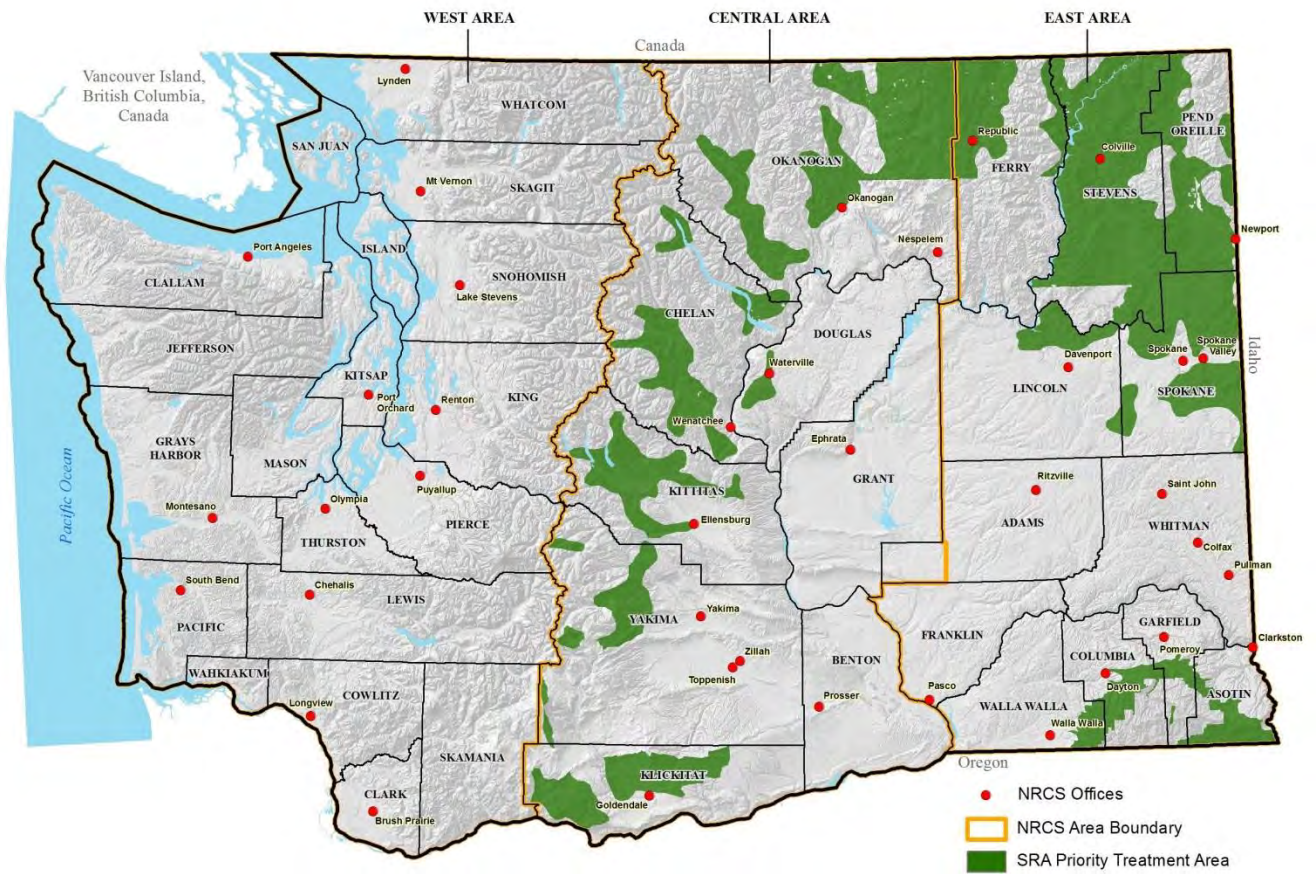 WEST AREA
CENTRAL AREA
EAST AREA
Canada
Vancouver Island,
British Columbia,
Canada
Lynden
WHATCOM
SAN JUAN
Mt Vernon
SKAGIT
OKANOGAN
Okanogan
Republic
FERRY
Colville
STEVENS
PEND
OREILLE
Newport
Nespelem
Port Angeles
CLALLAM
ISLAND
SNOHOMISH
Lake Stevens
CHELAN
DOUGLAS
JEFFERSON
KITSAP
Port
Orchard
Renton
KING
Waterville
Wenatchee
Davenport
LINCOLN
Spokane
Spokane
Valley
SPOKANE
Idaho
GRAYS
HARBOR
MASON
Puyallup
Ephrata
GRANT
KITTITAS
Ellensburg
Ritzville
ADAMS
Saint John
WHITMAN
Colfax
Pullman
Pacific Ocean
Montesano
Olympia
THURSTON
PIERCE
South Bend
PACIFIC
Chehalis
LEWIS
YAKIMA
Yakima
Zillah
Toppenish
BENTON
Prosser
FRANKLIN
Pasco
GARFIELD
Pomeroy
Clarkston
COLUMBIA
Dayton
ASOTIN
WALLA WALLA
Walla Walla
WAHKIAKUM
COWLITZ
Longview
SKAMANIA
CLARK
Brush Prairie
KLICKITAT
Goldendale
Oregon
NRCS Offices
NRCS Area Boundary
SRA Priority Treatment Area